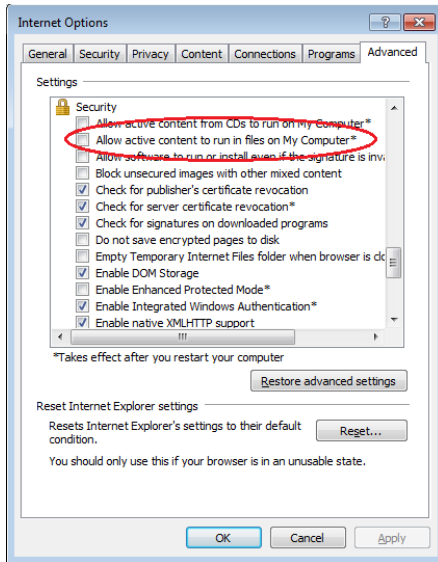 Internet Options
General Security Privacy Content Connections Programs Advanced
Settings
Security
Allow active content from CDs to run on My Computer*
Allow active content to run in files on My Computer*
Allow software to run or install even if the signature is inv
Block unsecured images with other mixed content
Check for publisher's certificate revocation
Check for server certificate revocation*
Check for signatures on downloaded programs
Do not save encrypted pages to disk
Empty Temporary Internet Files folder when browser is clo
Enable DOM Storage
Enable Enhanced Protected Mode*
Enable Integrated Windows Authentication*
Enable native XMLHTTP support
*Takes effect after you restart your computer
Restore advanced settings
Reset Internet Explorer settings
Resets Internet Explorer's settings to their default
condition.
Reset...
You should only use this if your browser is in an unusable state.
OK Cancel Apply